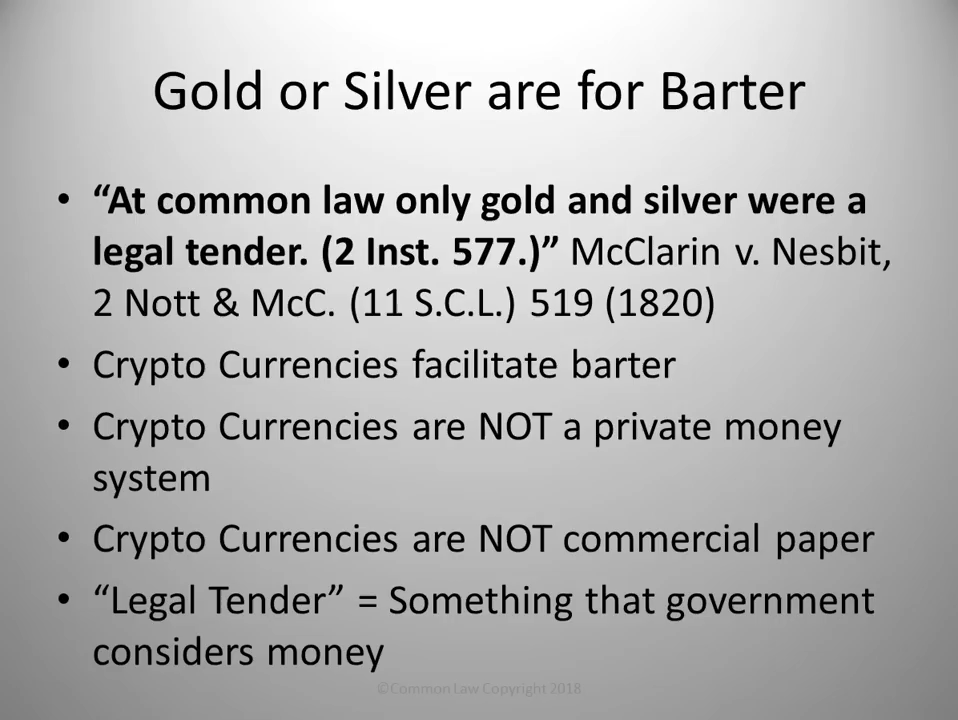 Gold or Silver are for Barter
• “At common law only gold and silver were a
legal tender. (2 Inst. 577.)” McClarin v. Nesbit,
2 Nott & McC. (11 S.C.L.) 519 (1820)
• Crypto Currencies facilitate barter
• Crypto Currencies are NOT a private money
system
• Crypto Currencies are NOT commercial paper
• “Legal Tender” = Something that government
considers money
©Common Law Copyright 2018